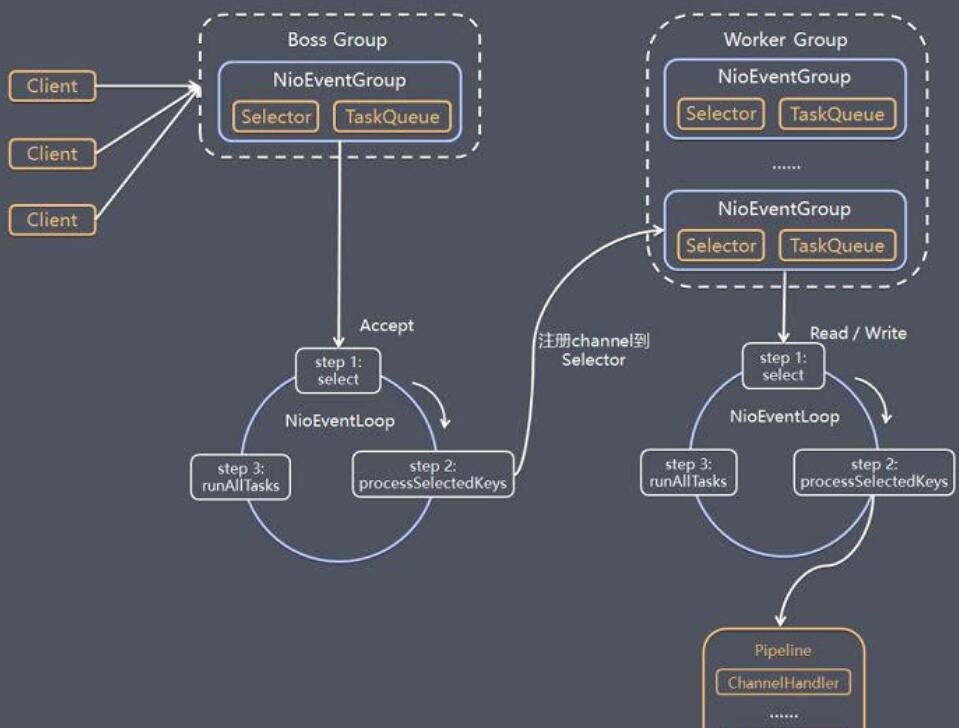 Boss Group
NioEventGroup
Selector
TaskQueue
Client
Client
Client
Worker Group
NioEventGroup
Selector
TaskQueue
......
NioEventGroup
Selector
TaskQueue
Accept
step 1:
select
NioEventLoop
step 2:
processSelectedKeys
step 3:
runAllTasks
注册channel到
Selector
Read / Write
step 1:
select
NioEventLoop
step 2:
processSelectedKeys
step 3:
runAllTasks
Pipeline
ChannelHandler
......